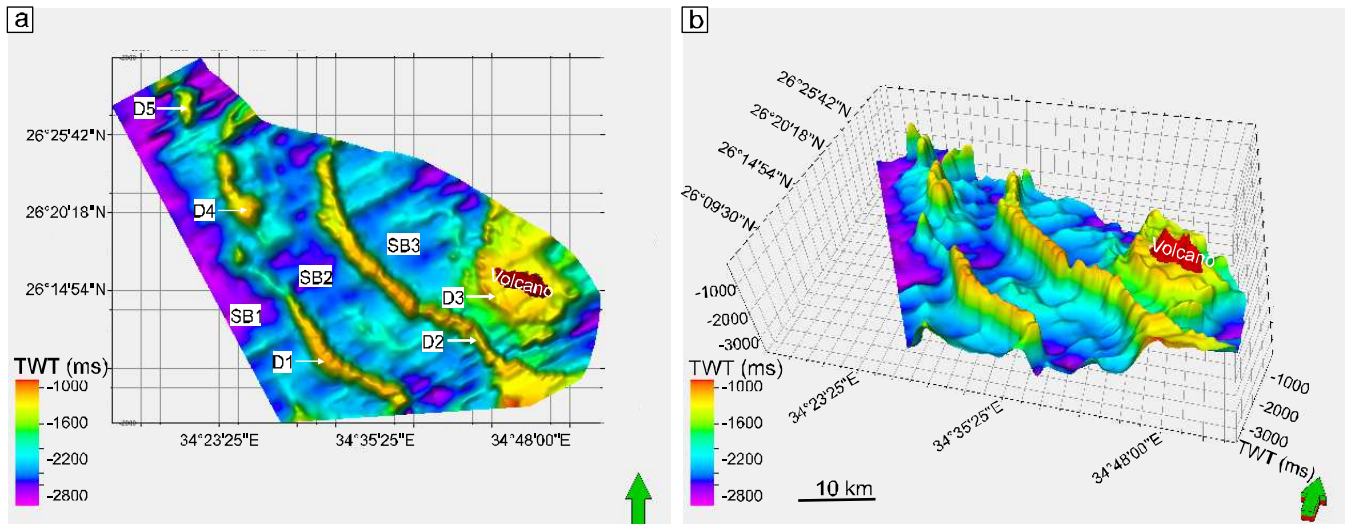 a
D5
26°25'42"N
D4
26°20'18"N
SB3
SB2
Volcano
26°14'54"N
D3
SB1
D2
D1
TWT (ms)
-1000
-1600
-2200
-2800
34°23'25"E
34°35'25"E
34°48'00"E
b
26°25'42"N
26°20'18"N
26°14'54"N
26°09'30"N
Volcano
-1000
-2000
-3000
34°23'25"E
34°35'25"E
34°48'00"E
-1000
-2000
-3000
TWT (ms)
TWT (ms)
-1000
-1600
-2200
-2800
10 km